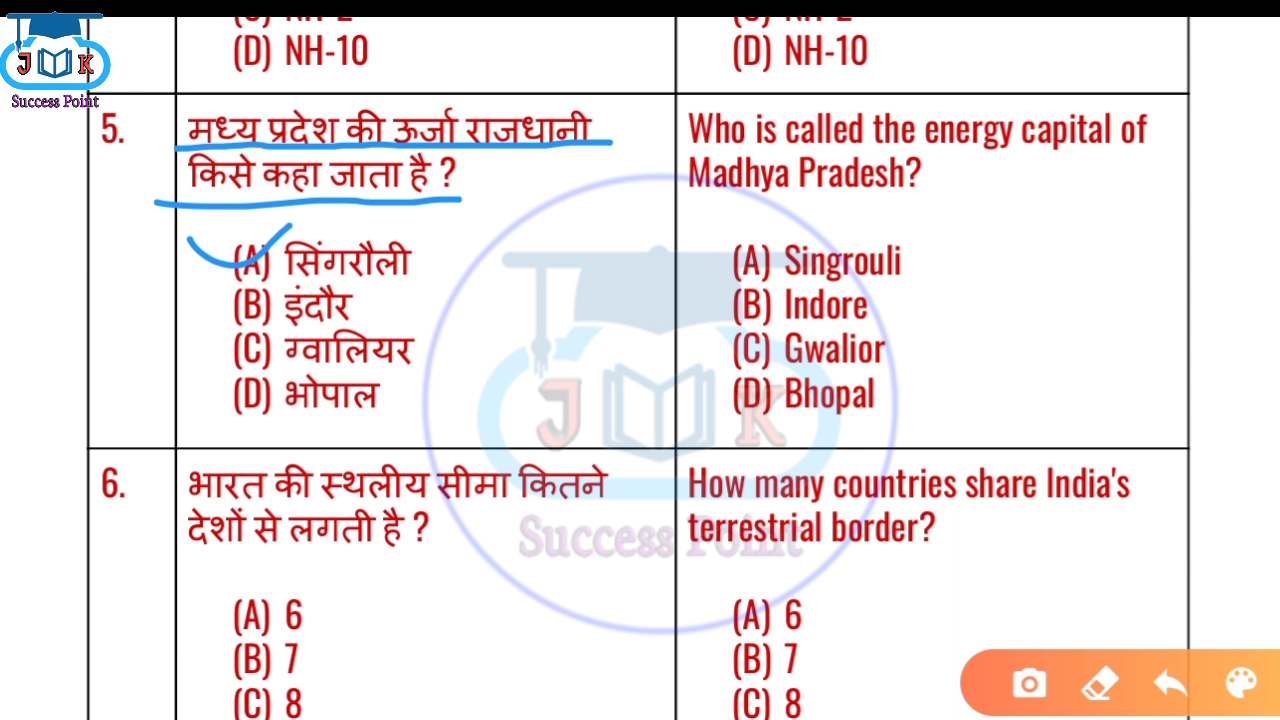 J K
Success Point
(D) NH-10
(D) NH-10
5.
मध्य प्रदेश की ऊर्जा राजधानी
किसे कहा जाता है ?
(A) सिंगरौली
(B) इंदौर
(C) ग्वालियर
(D) भोपाल
Who is called the energy capital of
Madhya Pradesh?
(A) Singrouli
(B) Indore
(C) Gwalior
(D) Bhopal
J K
Success Point
6.
भारत की स्थलीय सीमा कितने
देशों से लगती है ?
(A) 6
(B) 7
(C) 8
How many countries share India's
terrestrial border?
(A) 6
(B) 7
(C) 8